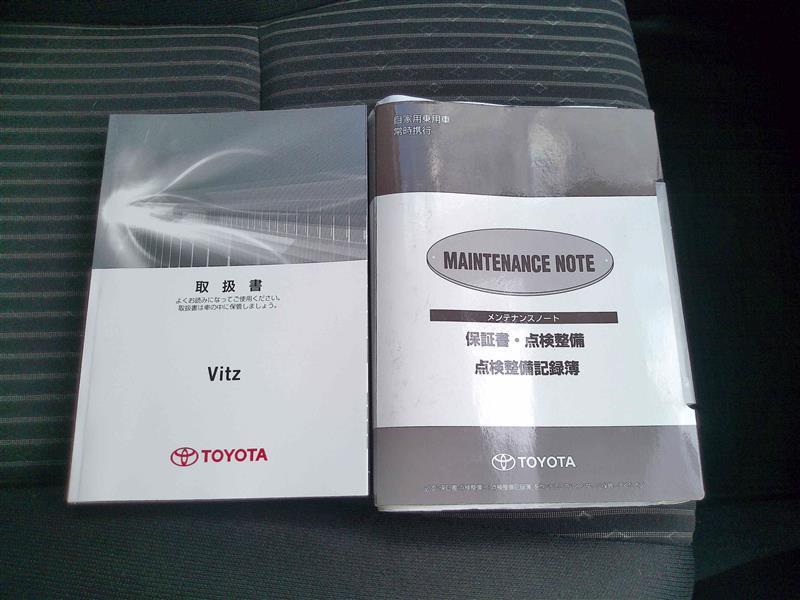 取扱書
よくお読みになってご使用ください。
取扱書は車の中に保管しましょう。
Vitz
TOYOTA
自家用乗用車
常時携行
MAINTENANCE NOTE
メンテナンスノート
保証書・点検整備
点検整備記録簿
TOYOTA